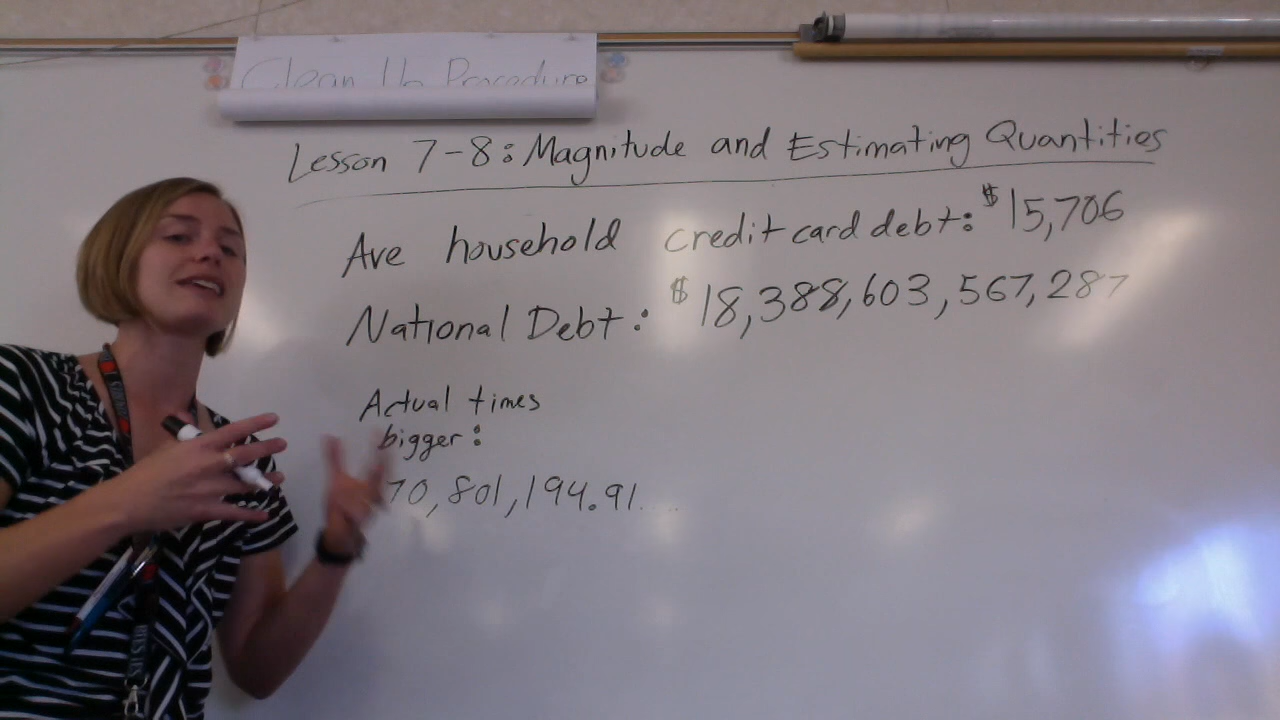 Clean Up Procedure
Lesson 7-8: Magnitude and Estimating Quantities
Ave household credit card debt: $15,706
National Debt: $18,388,603,567,287
Actual times
bigger:
70,801,194.91...